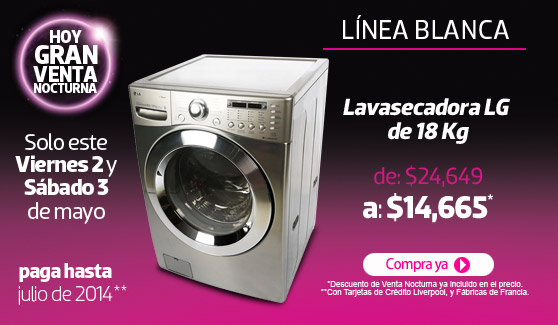 HOY
GRAN
VENTA
NOCTURNA
Solo este
Viernes 2 y
Sábado 3
de mayo
paga hasta
julio de 2014**
LG
LÍNEA BLANCA
Lavasecadora LG
de 18 Kg
de: $24,649
a: $14,665*
Compra ya
*Descuento de Venta Nocturna ya incluido en el precio.
**Con Tarjetas de Crédito Liverpool, y Fábricas de Francia.